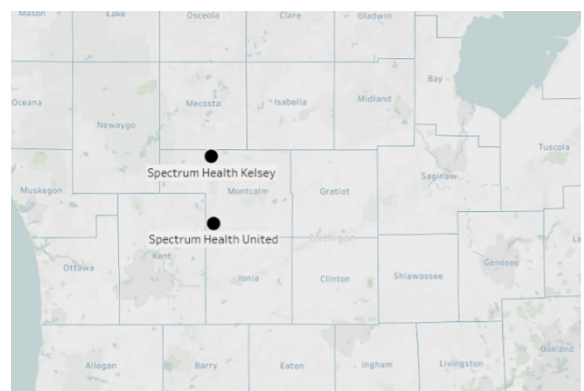 Mason
Lake
Osceola
Clare
Gladwin
Bay
Oceana
Newaygo
Mecosta
Isabella
Midland
Tuscola
Spectrum Health Kelsey
Muskegon
Montcalm
Gratiot
Saginaw
Spectrum Health United
Michigan
Ottawa
Kent
Ionia
Clinton
Shiawassee
Genesee
Allegan
Barry
Eaton
Ingham
Livingston
Oakland